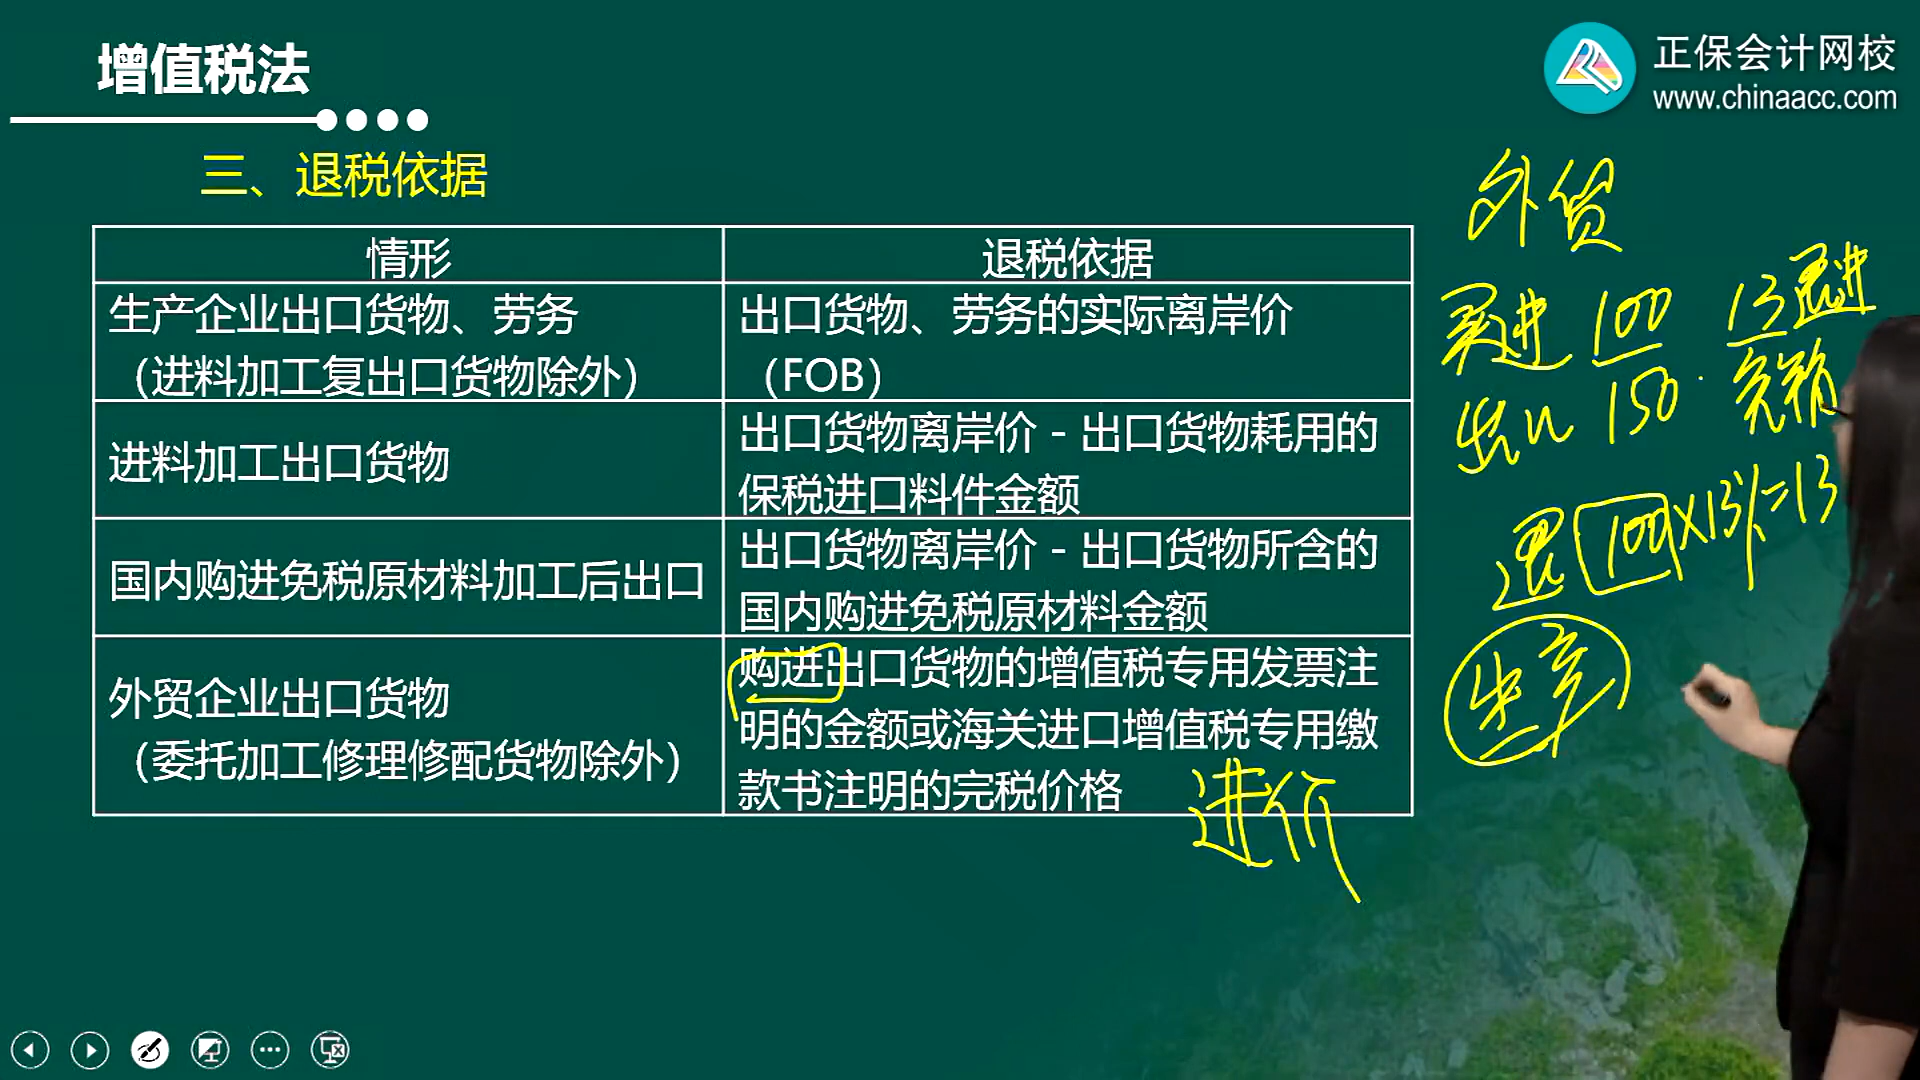 增值税法
正保会计网校
www.chinaacc.com
三、退税依据
情形
退税依据
生产企业出口货物、劳务
（进料加工复出口货物除外）
出口货物、劳务的实际离岸价
（FOB）
进料加工出口货物
出口货物离岸价－出口货物耗用的
保税进口料件金额
国内购进免税原材料加工后出口
出口货物离岸价－出口货物所含的
国内购进免税原材料金额
外贸企业出口货物
（委托加工修理修配货物除外）
购进出口货物的增值税专用发票注
明的金额或海关进口增值税专用缴
款书注明的完税价格
进价
外贸
买进 100 13 退进
出口 150 免销
退 100×13%=13
生产